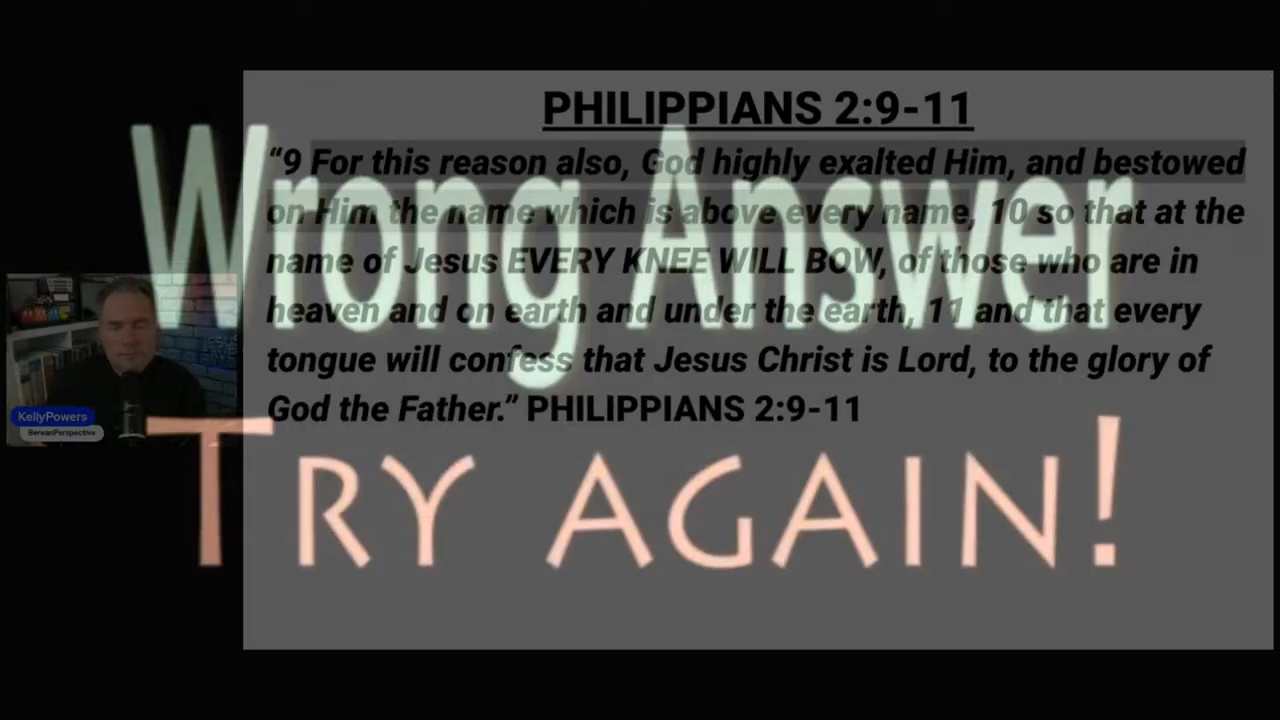 PHILIPPIANS 2:9-11
“9 For this reason also, God highly exalted Him, and bestowed
on Him the name which is above every name, 10 so that at the
name of Jesus EVERY KNEE WILL BOW, of those who are in
heaven and on earth and under the earth, 11 and that every
tongue will confess that Jesus Christ is Lord, to the glory of
God the Father.” PHILIPPIANS 2:9-11
Wrong Answer
TRY AGAIN!
KellyPowers
BereanPerspective